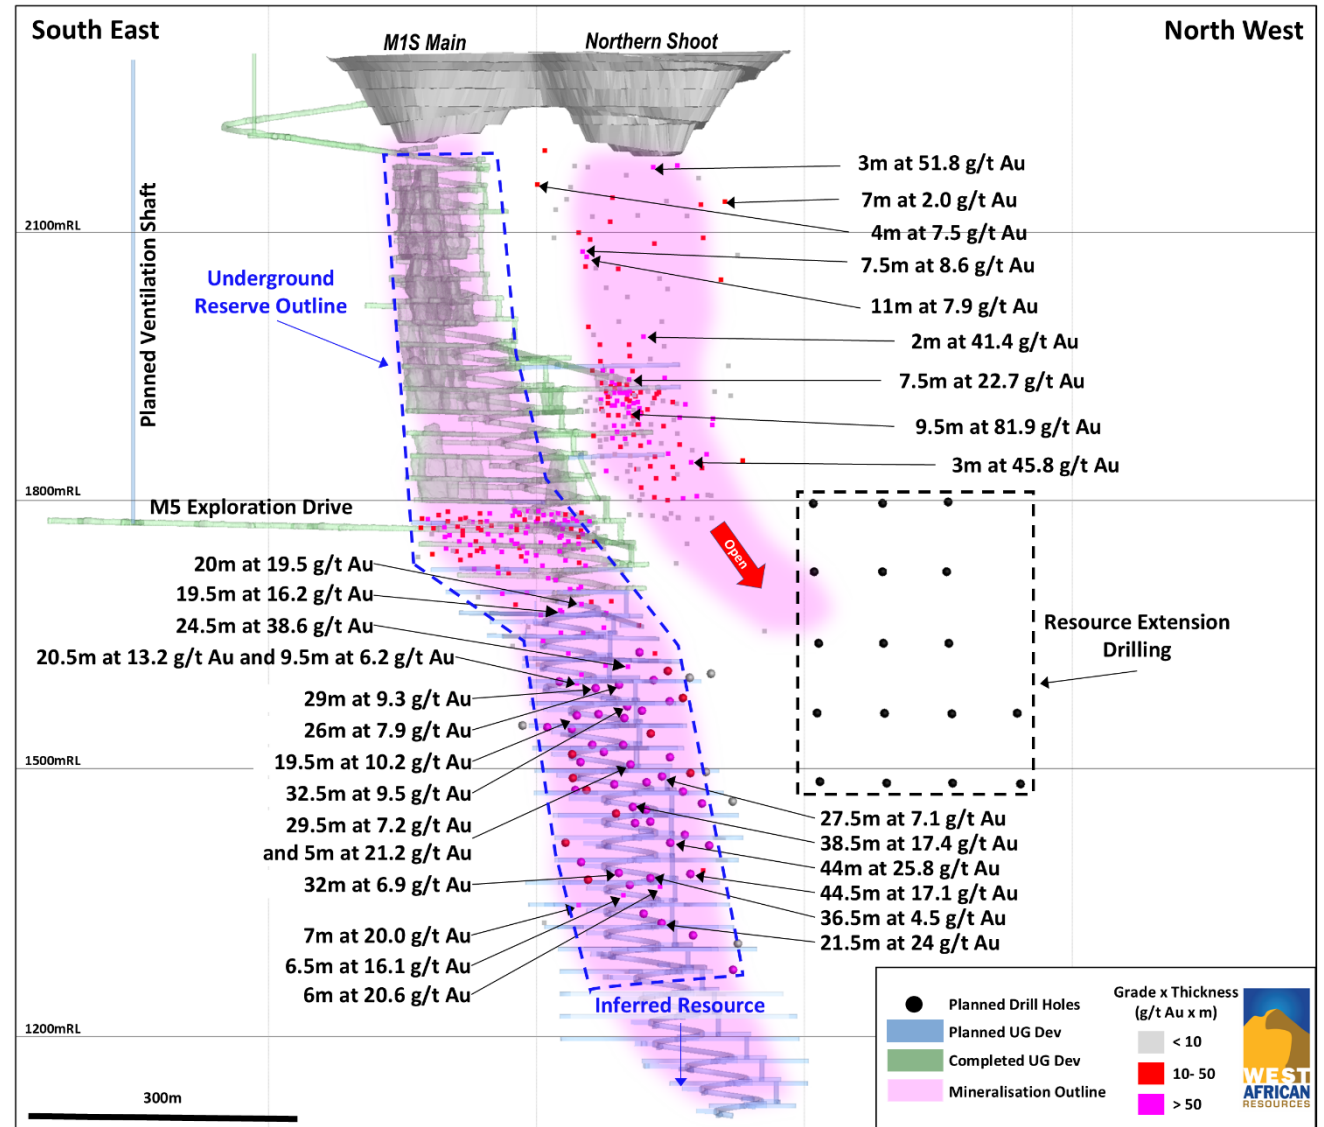 South East
M1S Main
Northern Shoot
North West
3m at 51.8 g/t Au
7m at 2.0 g/t Au
4m at 7.5 g/t Au
7.5m at 8.6 g/t Au
11m at 7.9 g/t Au
2m at 41.4 g/t Au
7.5m at 22.7 g/t Au
9.5m at 81.9 g/t Au
3m at 45.8 g/t Au
2100mRL
Planned Ventilation Shaft
Underground
Reserve Outline
1800mRL
M5 Exploration Drive
Open
20m at 19.5 g/t Au
19.5m at 16.2 g/t Au
24.5m at 38.6 g/t Au
20.5m at 13.2 g/t Au and 9.5m at 6.2 g/t Au
29m at 9.3 g/t Au
26m at 7.9 g/t Au
19.5m at 10.2 g/t Au
32.5m at 9.5 g/t Au
29.5m at 7.2 g/t Au
and 5m at 21.2 g/t Au
32m at 6.9 g/t Au
7m at 20.0 g/t Au
6.5m at 16.1 g/t Au
6m at 20.6 g/t Au
Resource Extension
Drilling
1500mRL
27.5m at 7.1 g/t Au
38.5m at 17.4 g/t Au
44m at 25.8 g/t Au
44.5m at 17.1 g/t Au
36.5m at 4.5 g/t Au
21.5m at 24 g/t Au
Inferred Resource
1200mRL
300m
Planned Drill Holes
Planned UG Dev
Completed UG Dev
Mineralisation Outline
Grade x Thickness
(g/t Au x m)
< 10
10- 50
> 50
WEST
AFRICAN
RESOURCES